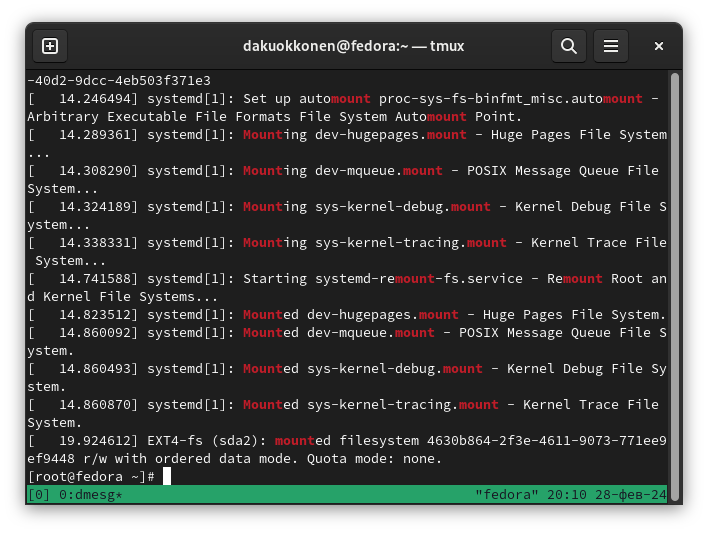 dakuokkonen@fedora:~ — tmux
-40d2-9dcc-4eb503f371e3
[   14.246494] systemd[1]: Set up automount proc-sys-fs-binfmt_misc.automount -
Arbitrary Executable File Formats File System Automount Point.
[   14.289361] systemd[1]: Mounting dev-hugepages.mount - Huge Pages File System
...
[   14.308290] systemd[1]: Mounting dev-mqueue.mount - POSIX Message Queue File
System...
[   14.324189] systemd[1]: Mounting sys-kernel-debug.mount - Kernel Debug File S
ystem...
[   14.338331] systemd[1]: Mounting sys-kernel-tracing.mount - Kernel Trace File
 System...
[   14.741588] systemd[1]: Starting systemd-remount-fs.service - Remount Root an
d Kernel File Systems...
[   14.823512] systemd[1]: Mounted dev-hugepages.mount - Huge Pages File System.
[   14.860092] systemd[1]: Mounted dev-mqueue.mount - POSIX Message Queue File S
ystem.
[   14.860493] systemd[1]: Mounted sys-kernel-debug.mount - Kernel Debug File Sy
stem.
[   14.860870] systemd[1]: Mounted sys-kernel-tracing.mount - Kernel Trace File
System.
[   19.924612] EXT4-fs (sda2): mounted filesystem 4630b864-2f3e-4611-9073-771ee9
ef9448 r/w with ordered data mode. Quota mode: none.
[root@fedora ~]#
[0] 0:dmesg* "fedora" 20:10 28-фев-24